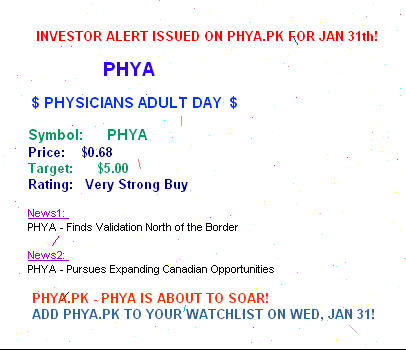 INVESTOR ALERT ISSUED ON PHYA.PK FOR JAN 31th!
PHYA
$ PHYSICIANS ADULT DAY $
Symbol: PHYA
Price: $0.68
Target: $5.00
Rating: Very Strong Buy
News1:
PHYA - Finds Validation North of the Border
News2:
PHYA - Pursues Expanding Canadian Opportunities
PHYA.PK - PHYA IS ABOUT TO SOAR!
ADD PHYA.PK TO YOUR WATCHLIST ON WED, JAN 31!